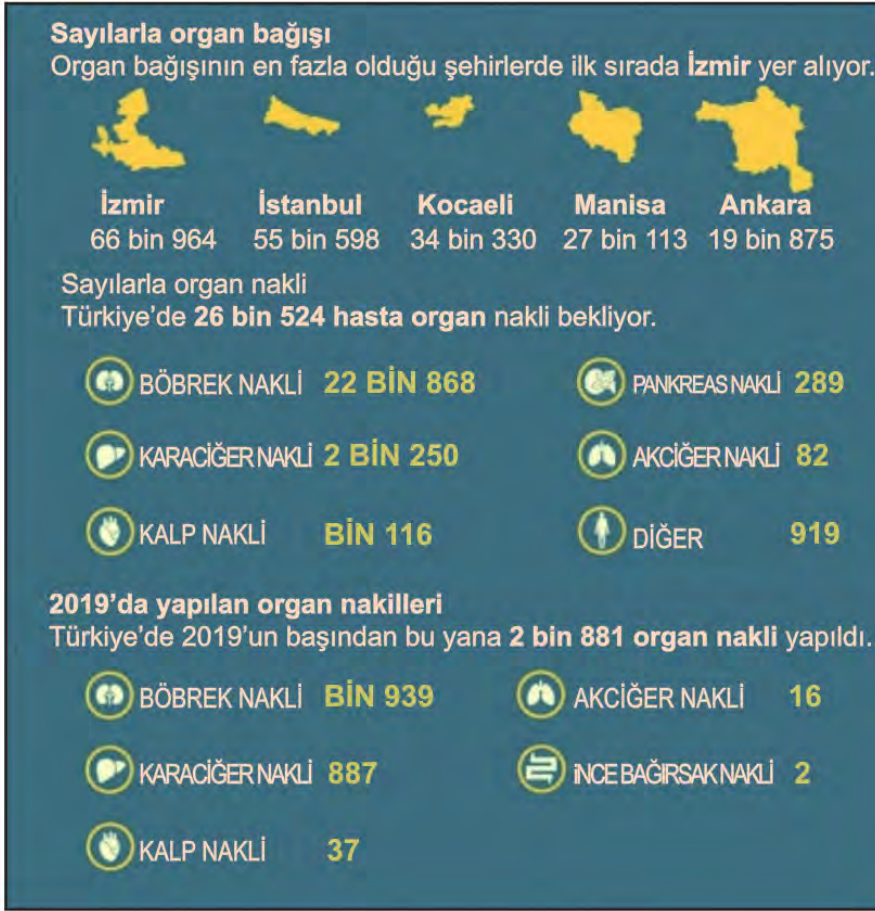 Sayılarla organ bağışı
Organ bağışının en fazla olduğu şehirlerde ilk sırada İzmir yer alıyor.
İzmir İstanbul Kocaeli Manisa Ankara
66 bin 964 55 bin 598 34 bin 330 27 bin 113 19 bin 875
Sayılarla organ nakli
Türkiye'de 26 bin 524 hasta organ nakli bekliyor.
BÖBREK NAKLİ 22 BİN 868 PANKREAS NAKLİ 289
KARACİĞER NAKLİ 2 BİN 250 AKCİĞER NAKLİ 82
KALP NAKLİ BİN 116 DİĞER 919
2019'da yapılan organ nakilleri
Türkiye'de 2019'un başından bu yana 2 bin 881 organ nakli yapıldı.
BÖBREK NAKLİ BİN 939 AKCİĞER NAKLİ 16
KARACİĞER NAKLİ 887 İNCE BAĞIRSAK NAKLİ 2
KALP NAKLİ 37